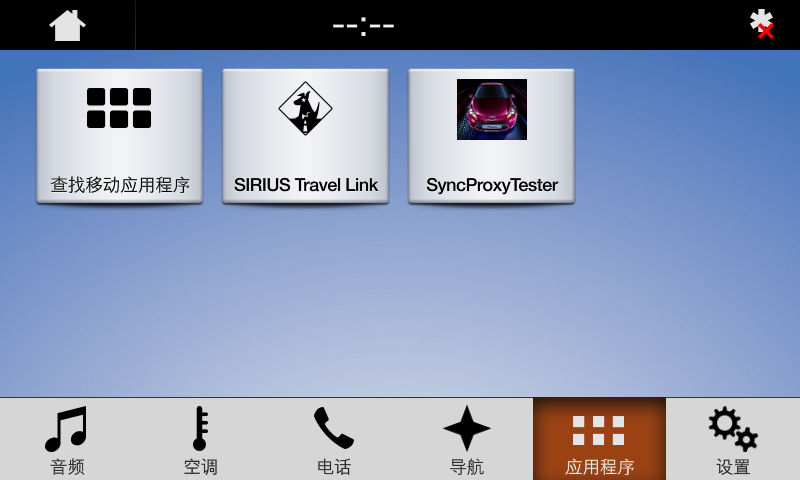 --:--
查找移动应用程序
SIRIUS Travel Link
SyncProxyTester
音频
空调
电话
导航
应用程序
设置